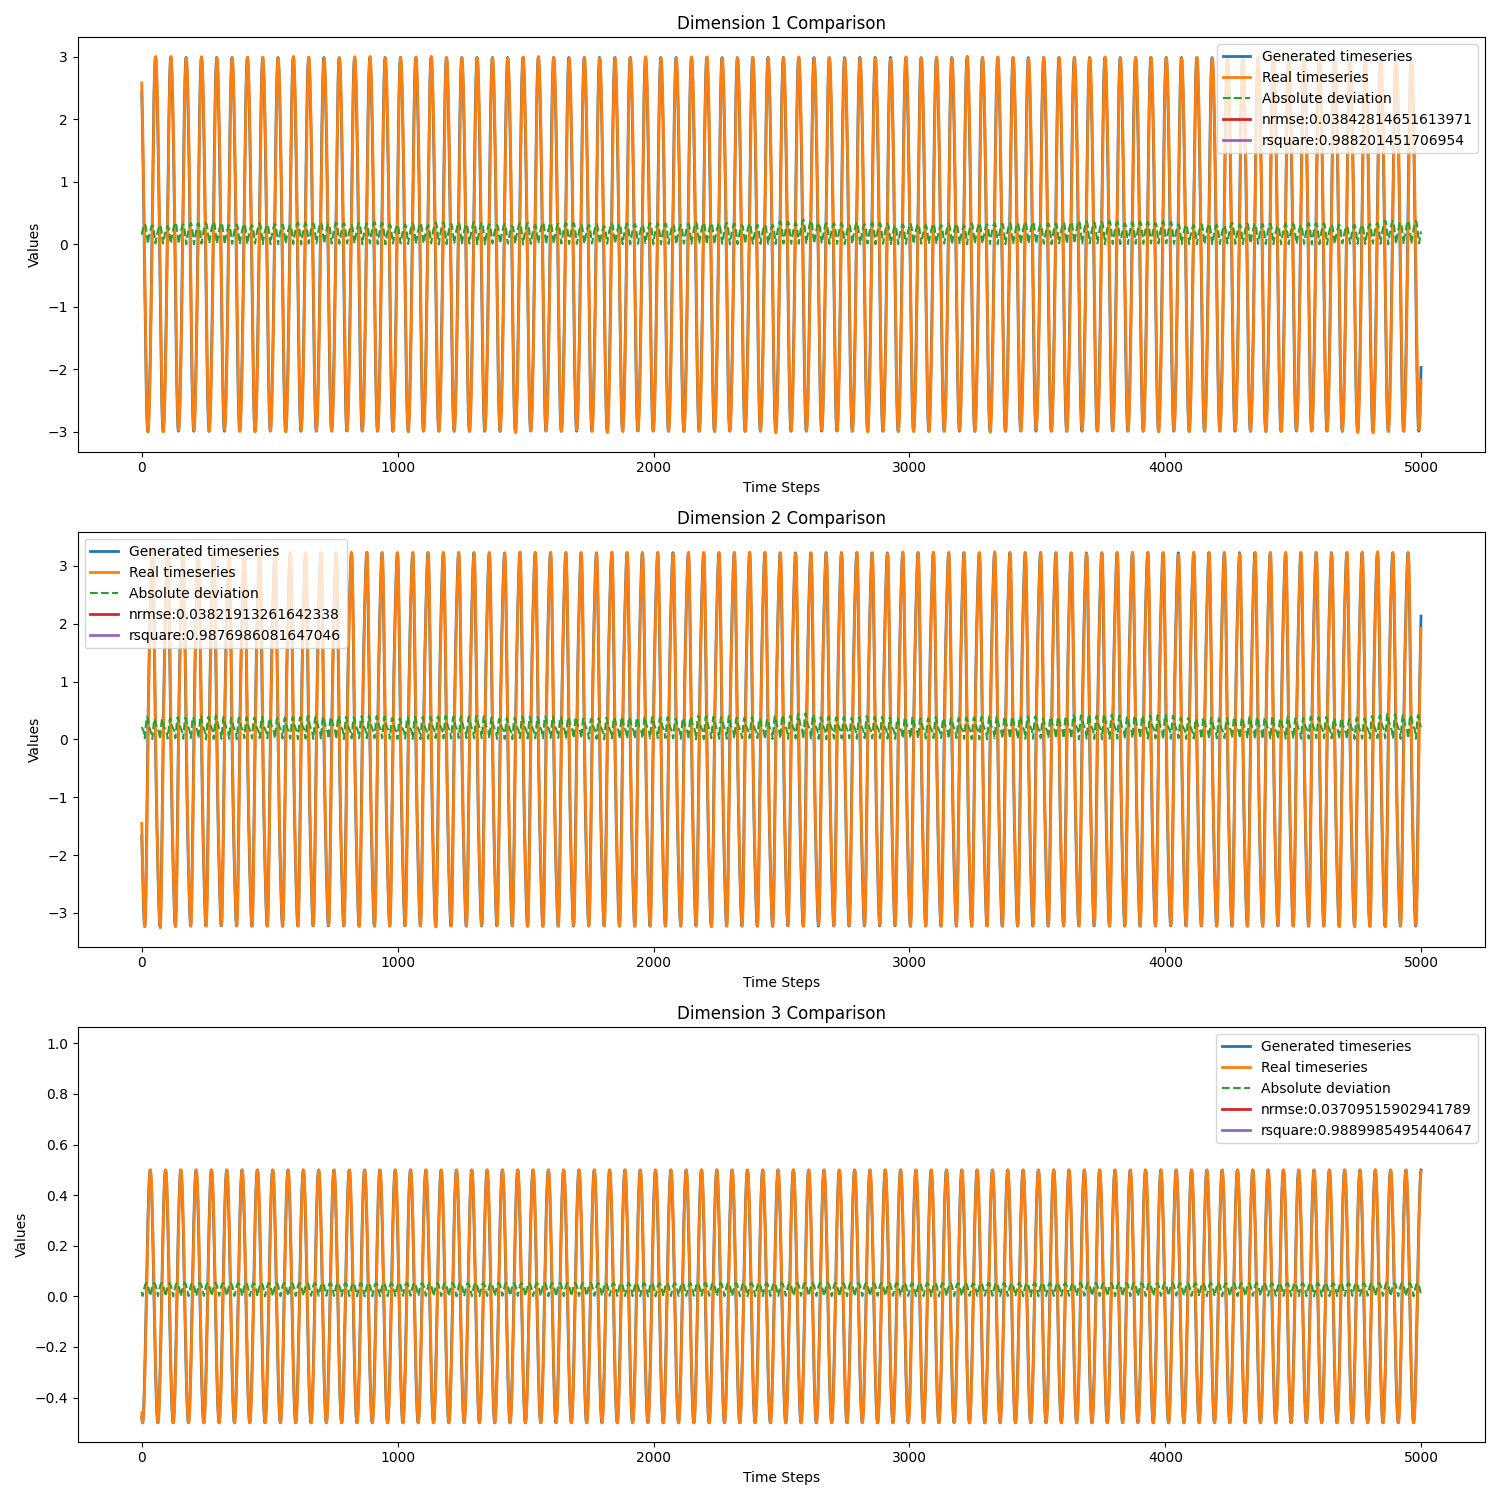 Dimension 1 Comparison
Generated timeseries
Real timeseries
Absolute deviation
nrmse:0.03842814651613971
rsquare:0.988201451706954
3
2
1
0
−1
−2
−3
Values
0
1000
2000
3000
4000
5000
Time Steps
Dimension 2 Comparison
Generated timeseries
Real timeseries
Absolute deviation
nrmse:0.03821913261642338
rsquare:0.9876986081647046
3
2
1
0
−1
−2
−3
Values
0
1000
2000
3000
4000
5000
Time Steps
Dimension 3 Comparison
Generated timeseries
Real timeseries
Absolute deviation
nrmse:0.03709515902941789
rsquare:0.9889985495440647
1.0
0.8
0.6
0.4
0.2
0.0
−0.2
−0.4
Values
0
1000
2000
3000
4000
5000
Time Steps